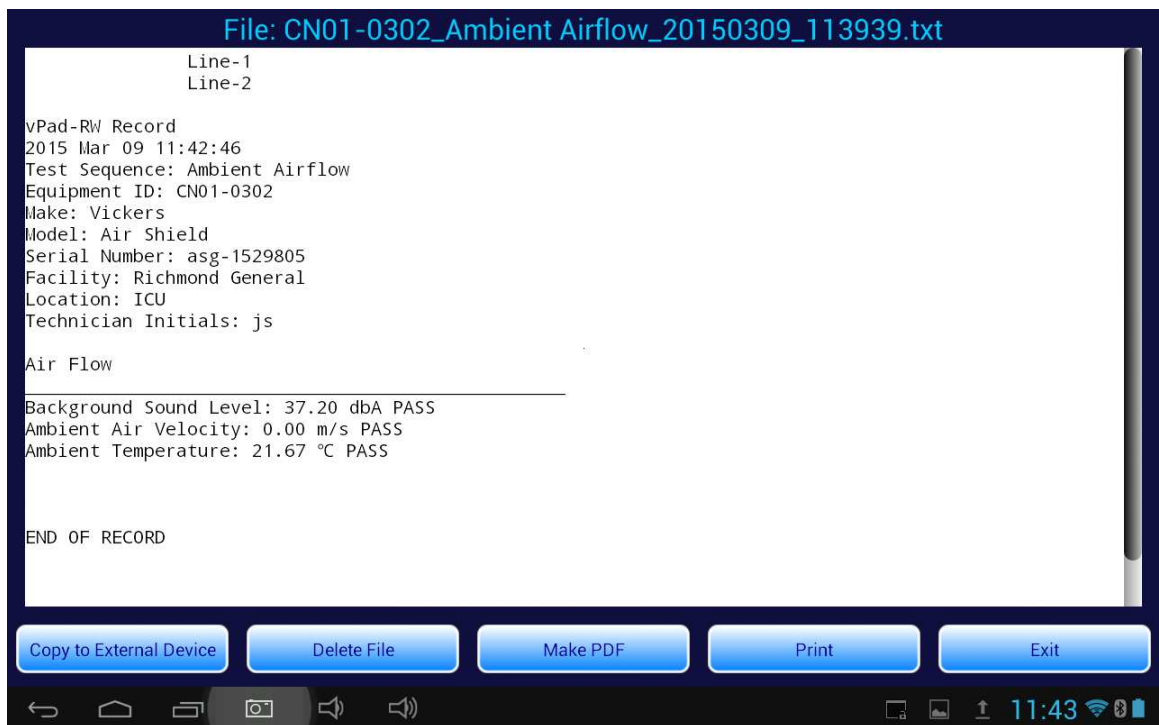 File: CN01-0302_Ambient Airflow_20150309_113939.txt
Line-1
Line-2
vPad-RW Record
2015 Mar 09 11:42:46
Test Sequence: Ambient Airflow
Equipment ID: CN01-0302
Make: Vickers
Model: Air Shield
Serial Number: asg-1529805
Facility: Richmond General
Location: ICU
Technician Initials: js
Air Flow
Background Sound Level: 37.20 dbA PASS
Ambient Air Velocity: 0.00 m/s PASS
Ambient Temperature: 21.67 °C PASS
END OF RECORD
Copy to External Device
Delete File
Make PDF
Print
Exit
11:43